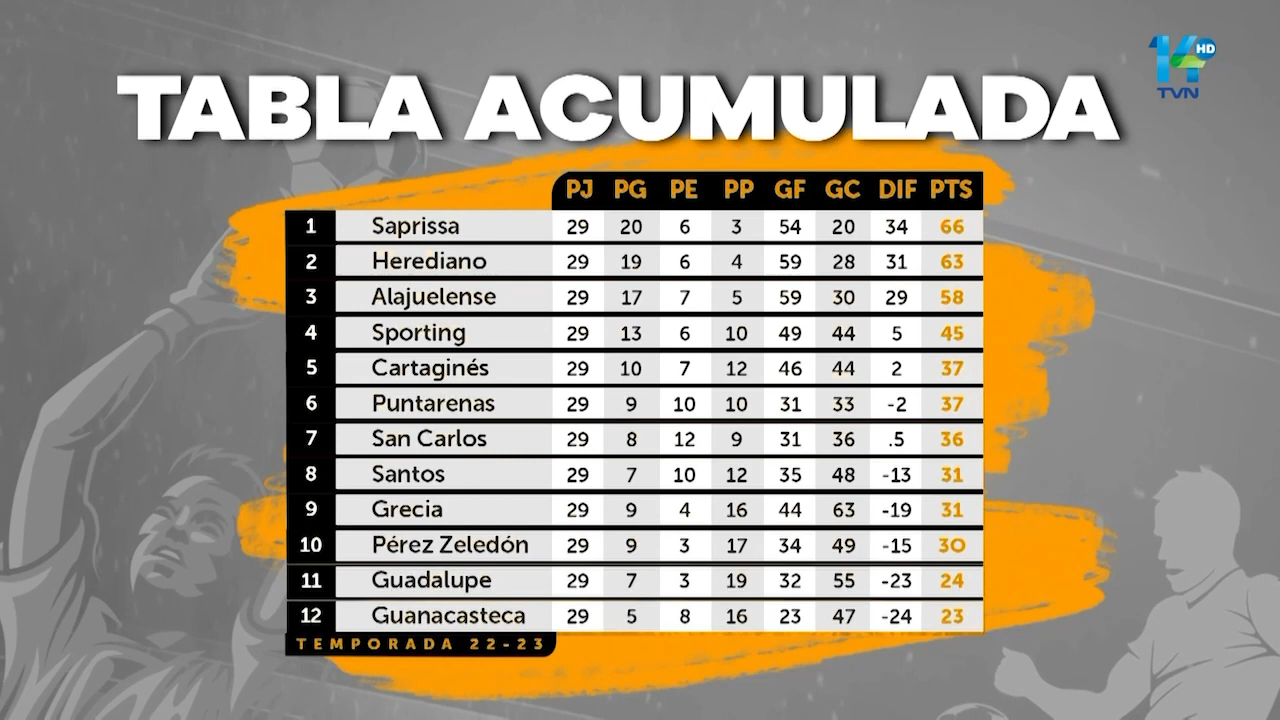 14 HD
TVN
TABLA ACUMULADA
PJ PG PE PP GF GC DIF PTS
1 Saprissa 29 20 6 3 54 20 34 66
2 Herediano 29 19 6 4 59 28 31 63
3 Alajuelense 29 17 7 5 59 30 29 58
4 Sporting 29 13 6 10 49 44 5 45
5 Cartaginés 29 10 7 12 46 44 2 37
6 Puntarenas 29 9 10 10 31 33 -2 37
7 San Carlos 29 8 12 9 31 36 .5 36
8 Santos 29 7 10 12 35 48 -13 31
9 Grecia 29 9 4 16 44 63 -19 31
10 Pérez Zeledón 29 9 3 17 34 49 -15 30
11 Guadalupe 29 7 3 19 32 55 -23 24
12 Guanacasteca 29 5 8 16 23 47 -24 23
TEMPORADA 22-23